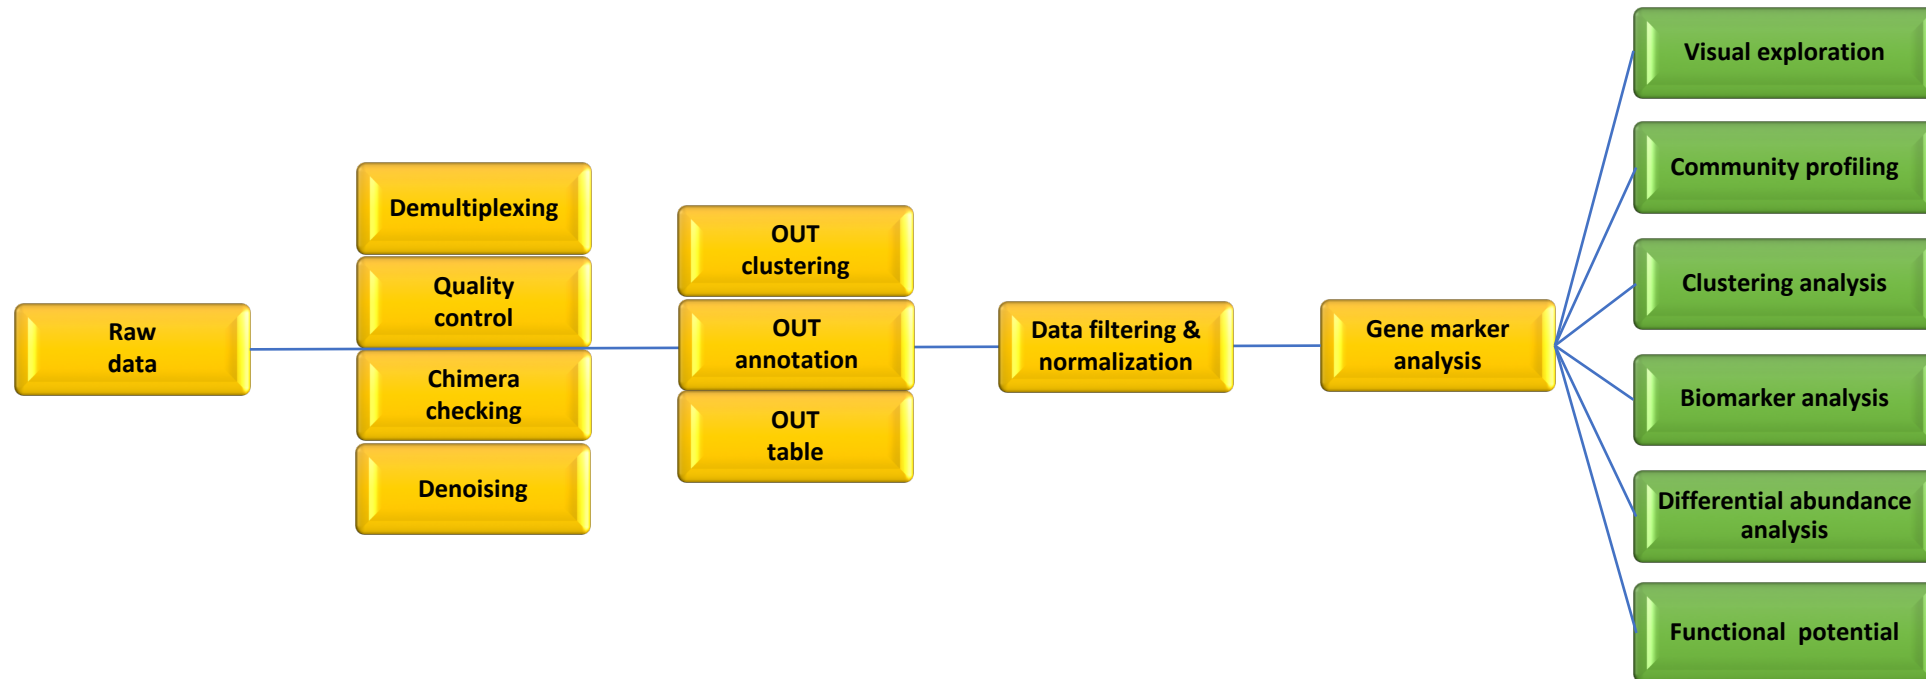 Raw
data
Demultiplexing
Quality
control
Chimera
checking
Denoising
OUT
clustering
OUT
annotation
OUT
table
Data filtering &
normalization
Gene marker
analysis
Visual exploration
Community profiling
Clustering analysis
Biomarker analysis
Differential abundance
analysis
Functional potential